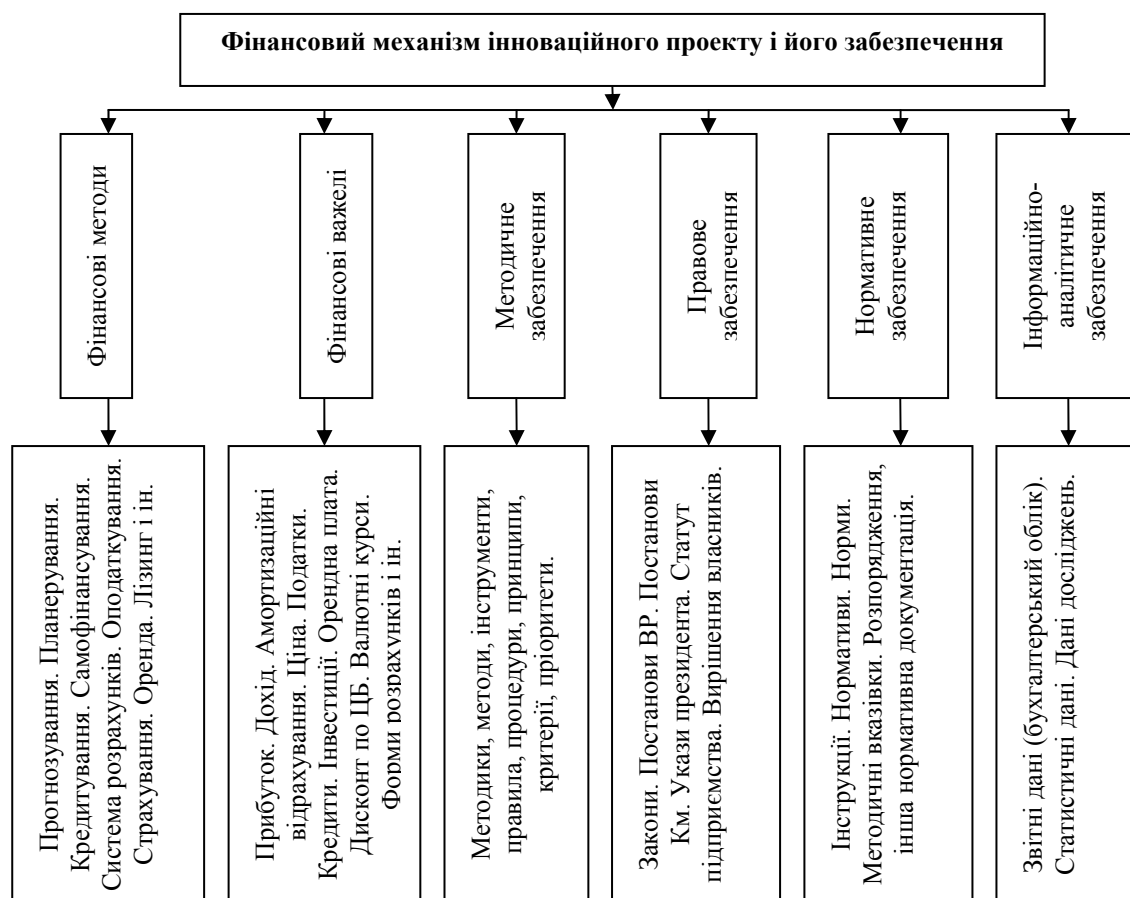 Фінансовий механізм інноваційного проекту і його забезпечення
Фінансові методи
Фінансові важелі
Методичне
забезпечення
Правове
забезпечення
Нормативне
забезпечення
Інформаційно-
аналітичне
забезпечення
Прогнозування. Планерування.
Кредитування. Самофінансування.
Система розрахунків. Оподаткування.
Страхування. Оренда. Лізинг і ін.
Прибуток. Дохід. Амортизаційні
відрахування. Ціна. Податки.
Кредити. Інвестиції. Орендна плата.
Дисконт по ЦБ. Валютні курси.
Форми розрахунків і ін.
Методики, методи, інструменти,
правила, процедури, принципи,
критерії, пріоритети.
Закони. Постанови ВР. Постанови
Км. Укази президента. Статут
підприємства. Вирішення власників.
Інструкції. Нормативи. Норми.
Методичні вказівки. Розпорядження,
інша нормативна документація.
Звітні дані (бухгалтерський облік).
Статистичні дані. Дані досліджень.